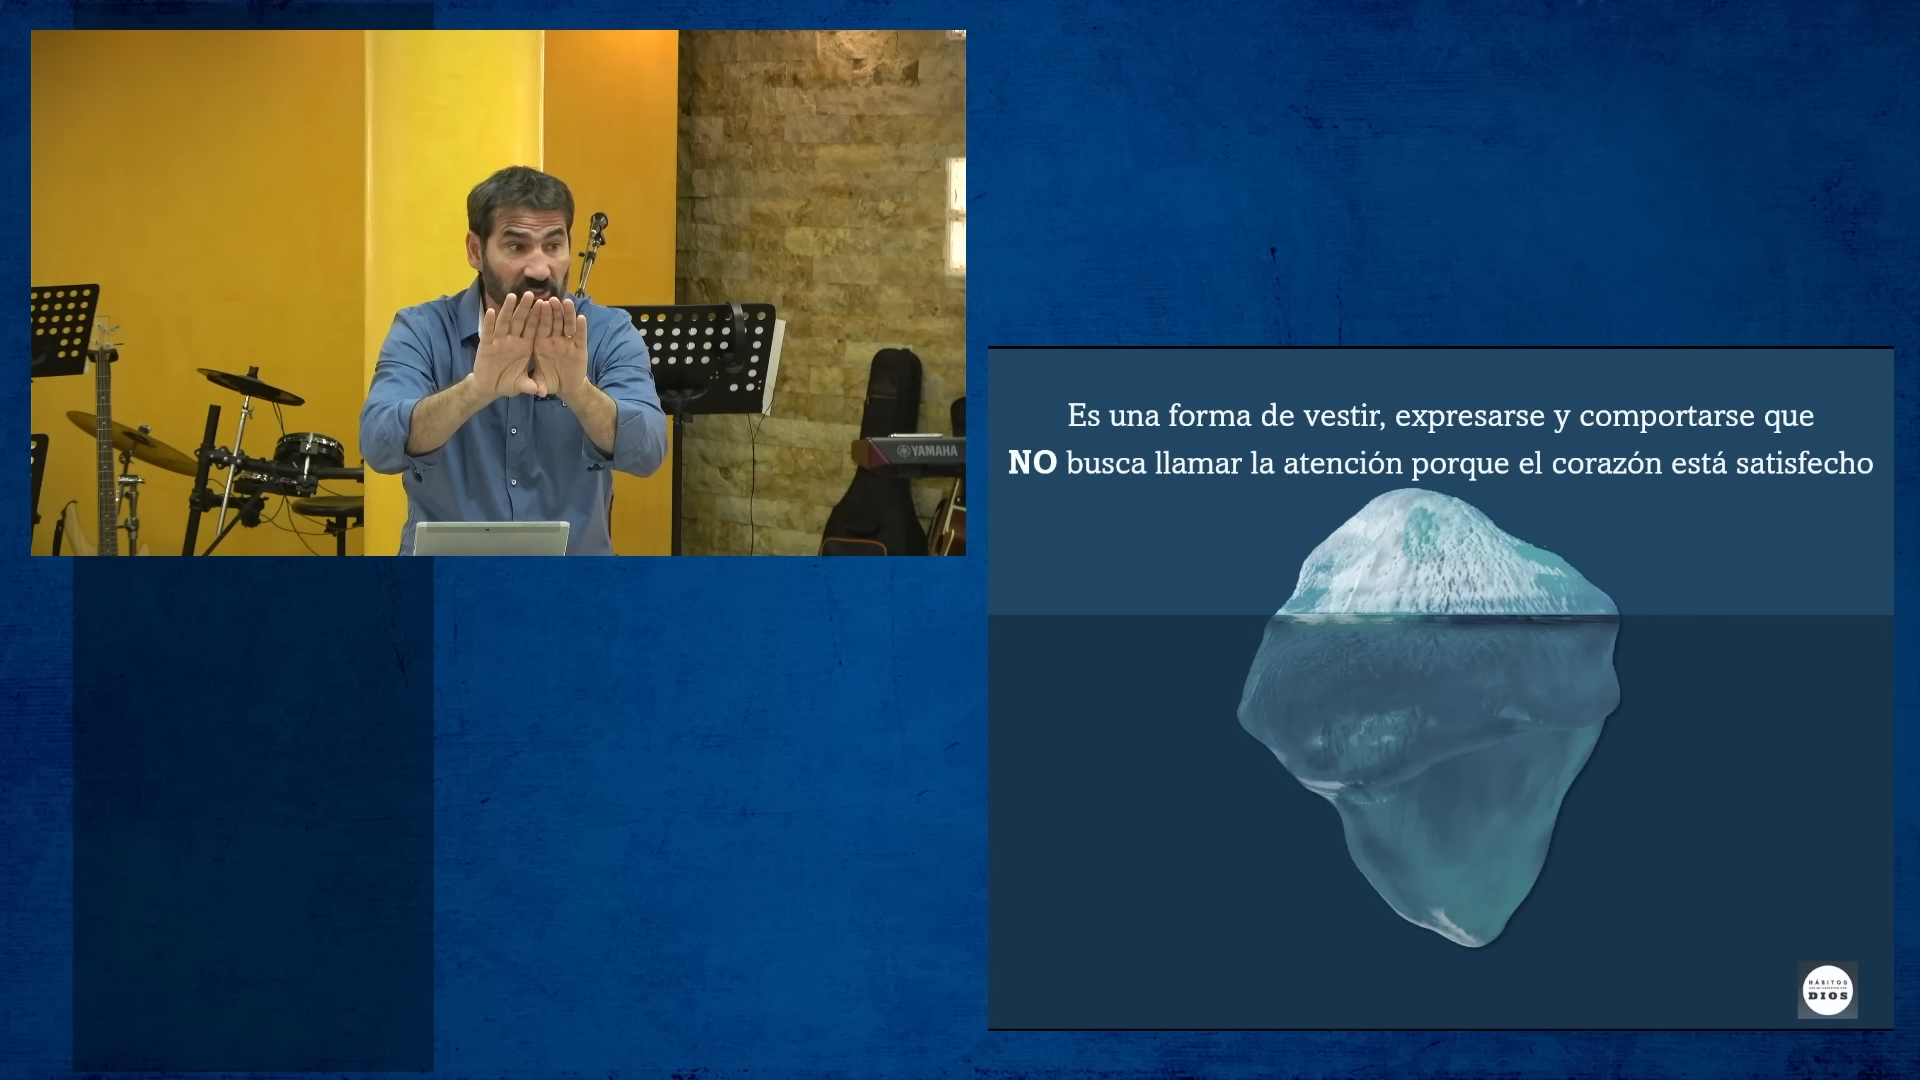 YAMAHA
Es una forma de vestir, expresarse y comportarse que
NO busca llamar la atención porque el corazón está satisfecho
HÁBITOS
DIOS